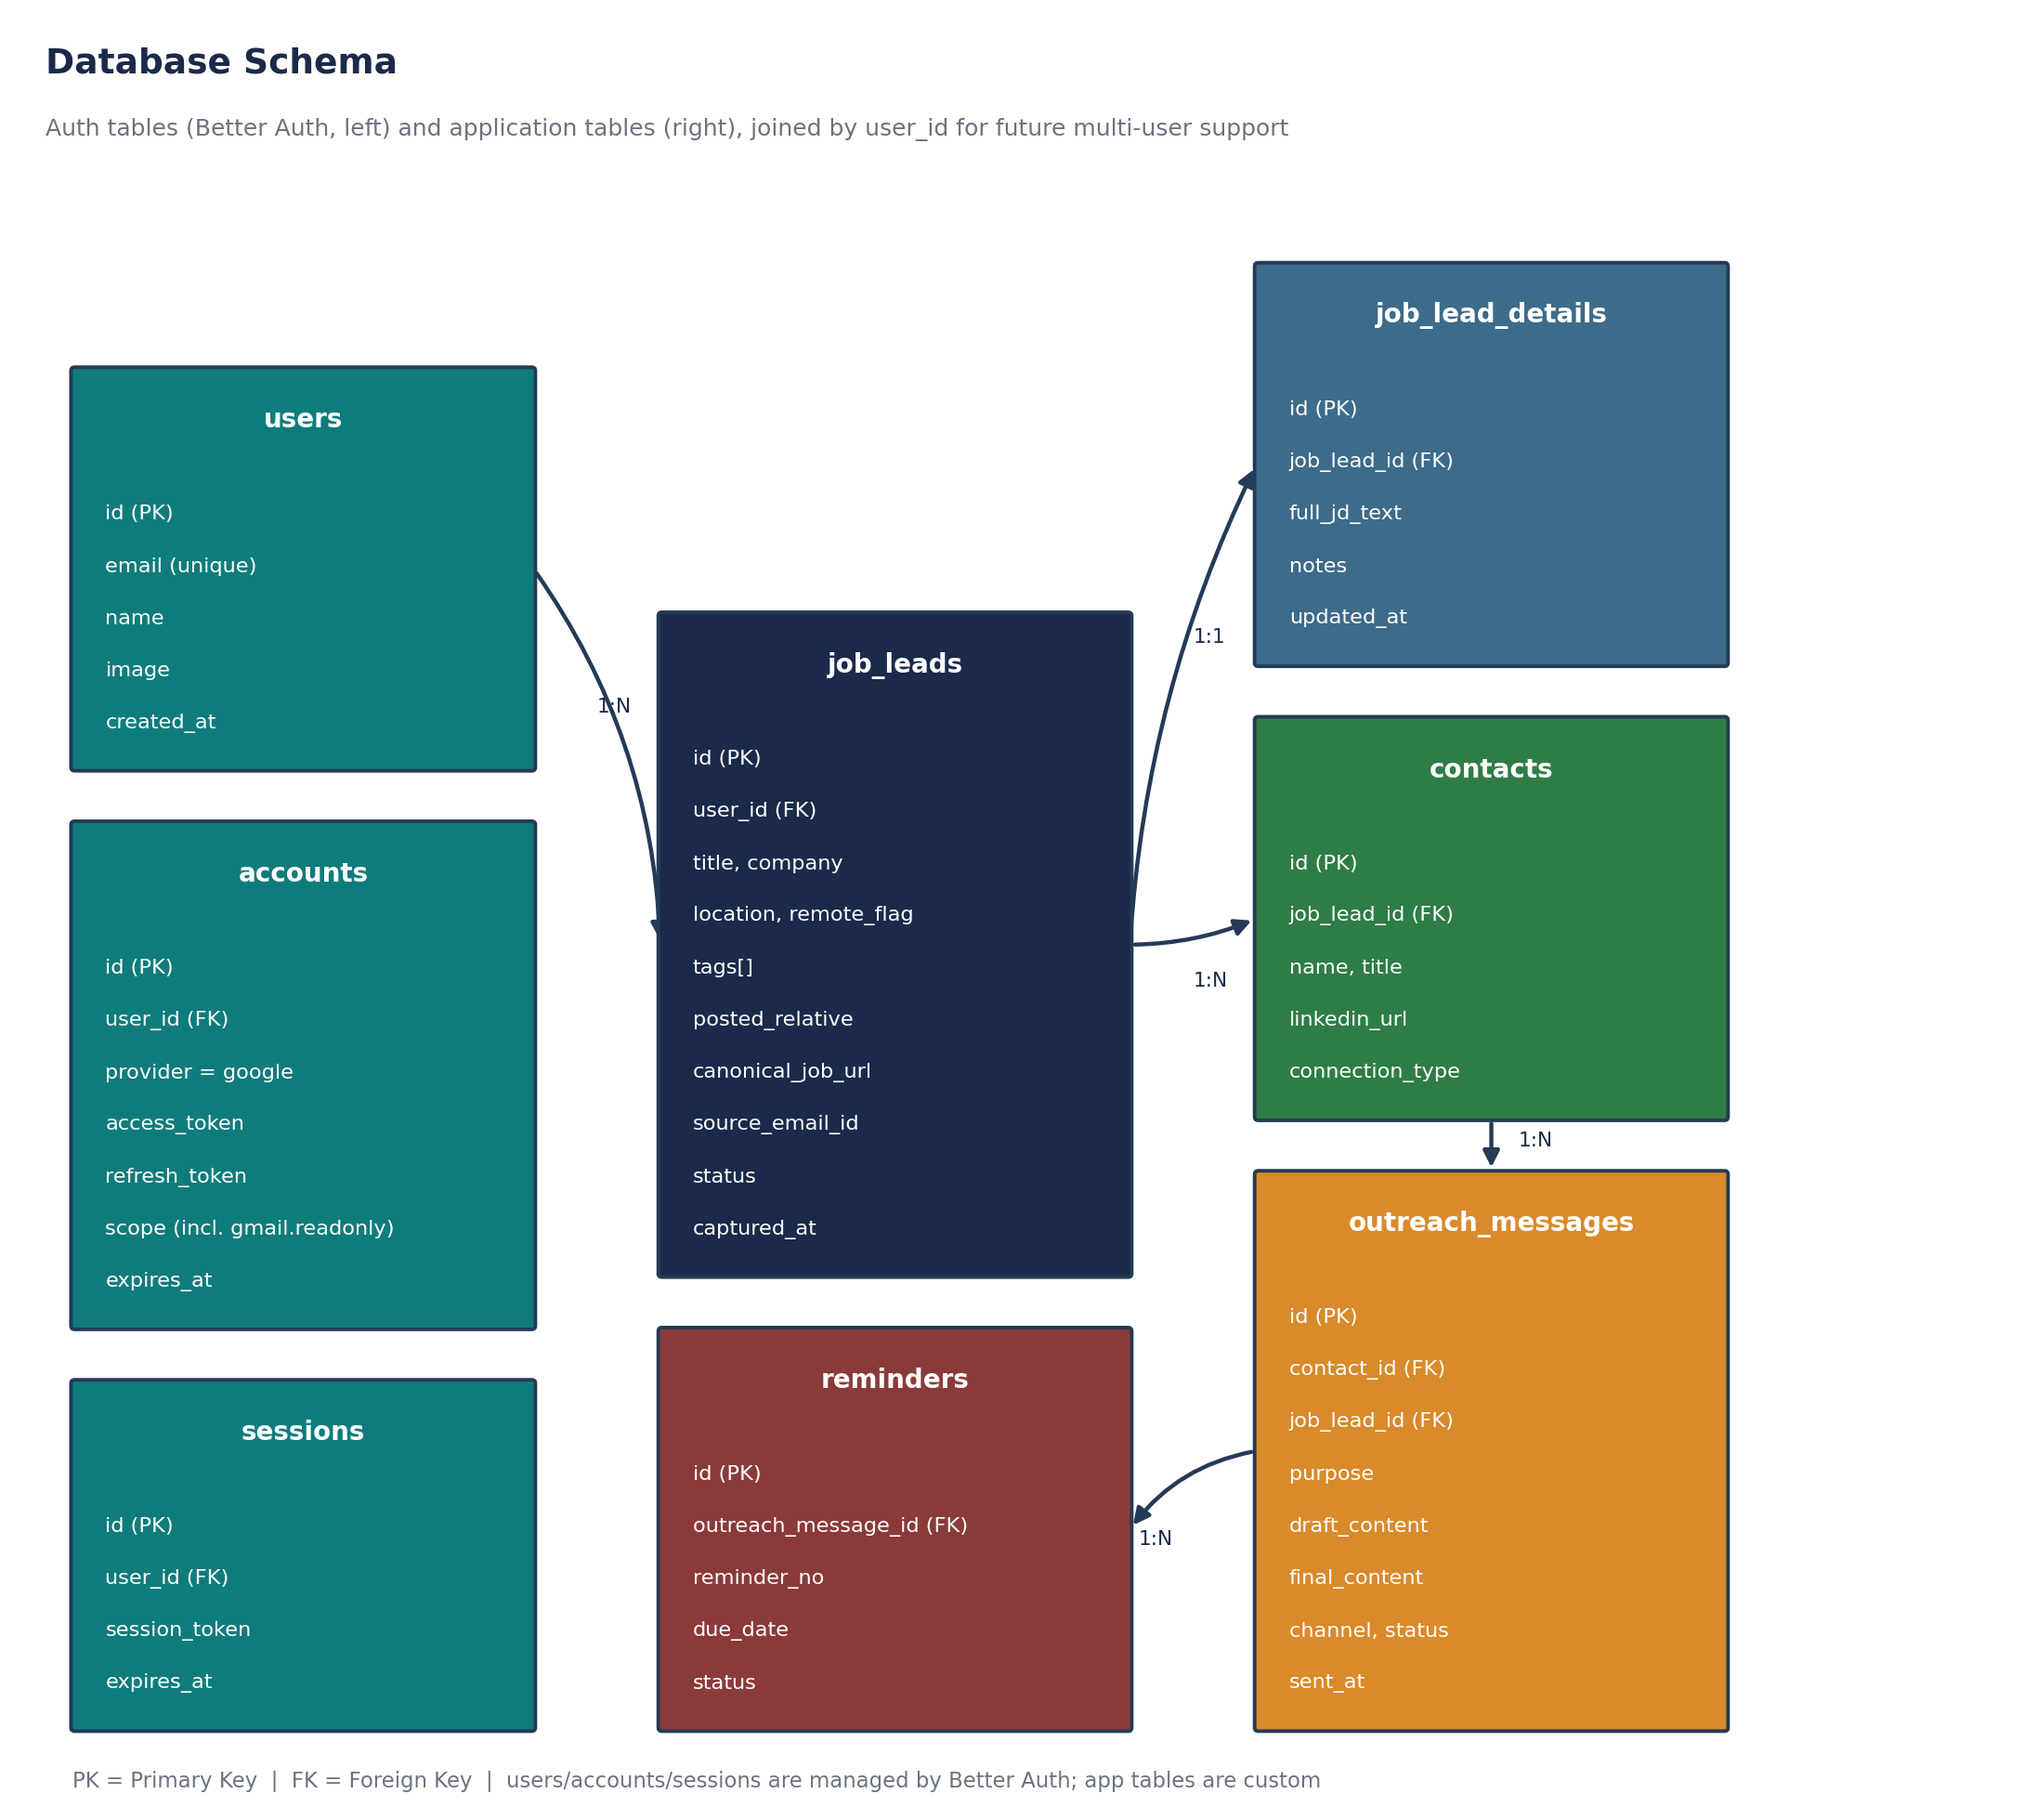 Database Schema
Auth tables (Better Auth, left) and application tables (right), joined by user_id for future multi-user support
users
id (PK)
email (unique)
name
image
created_at
accounts
id (PK)
user_id (FK)
provider = google
access_token
refresh_token
scope (incl. gmail.readonly)
expires_at
sessions
id (PK)
user_id (FK)
session_token
expires_at
1:N
job_leads
id (PK)
user_id (FK)
title, company
location, remote_flag
tags[]
posted_relative
canonical_job_url
source_email_id
status
captured_at
reminders
id (PK)
outreach_message_id (FK)
reminder_no
due_date
status
1:1
1:N
1:N
job_lead_details
id (PK)
job_lead_id (FK)
full_jd_text
notes
updated_at
contacts
id (PK)
job_lead_id (FK)
name, title
linkedin_url
connection_type
1:N
outreach_messages
id (PK)
contact_id (FK)
job_lead_id (FK)
purpose
draft_content
final_content
channel, status
sent_at
PK = Primary Key | FK = Foreign Key | users/accounts/sessions are managed by Better Auth; app tables are custom